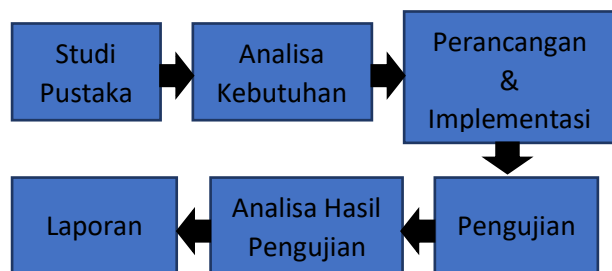 Studi
Pustaka
Analisa
Kebutuhan
Perancangan
&
Implementasi
Pengujian
Analisa Hasil
Pengujian
Laporan